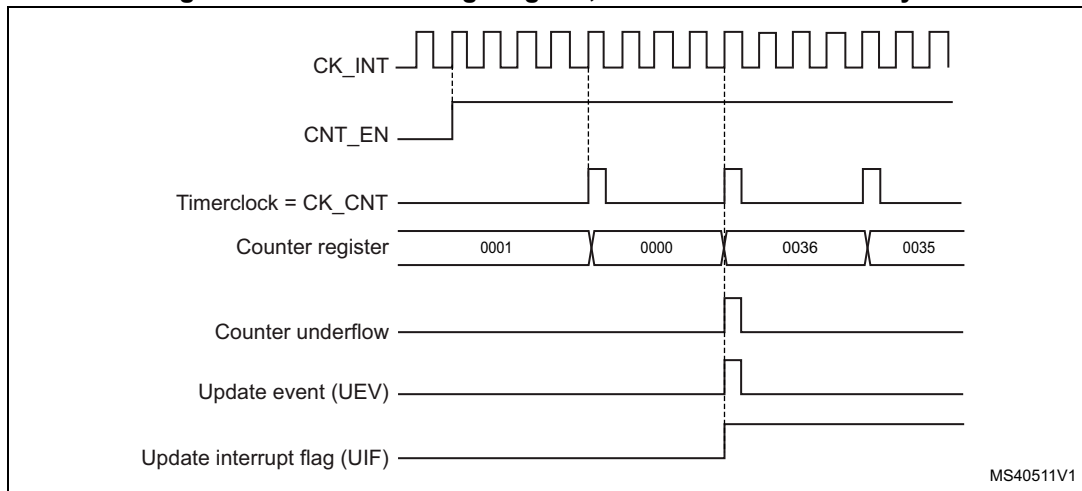 CK_INT
CNT_EN
Timerclock = CK_CNT
Counter register
0001
0000
0036
0035
Counter underflow
Update event (UEV)
Update interrupt flag (UIF)
MS40511V1